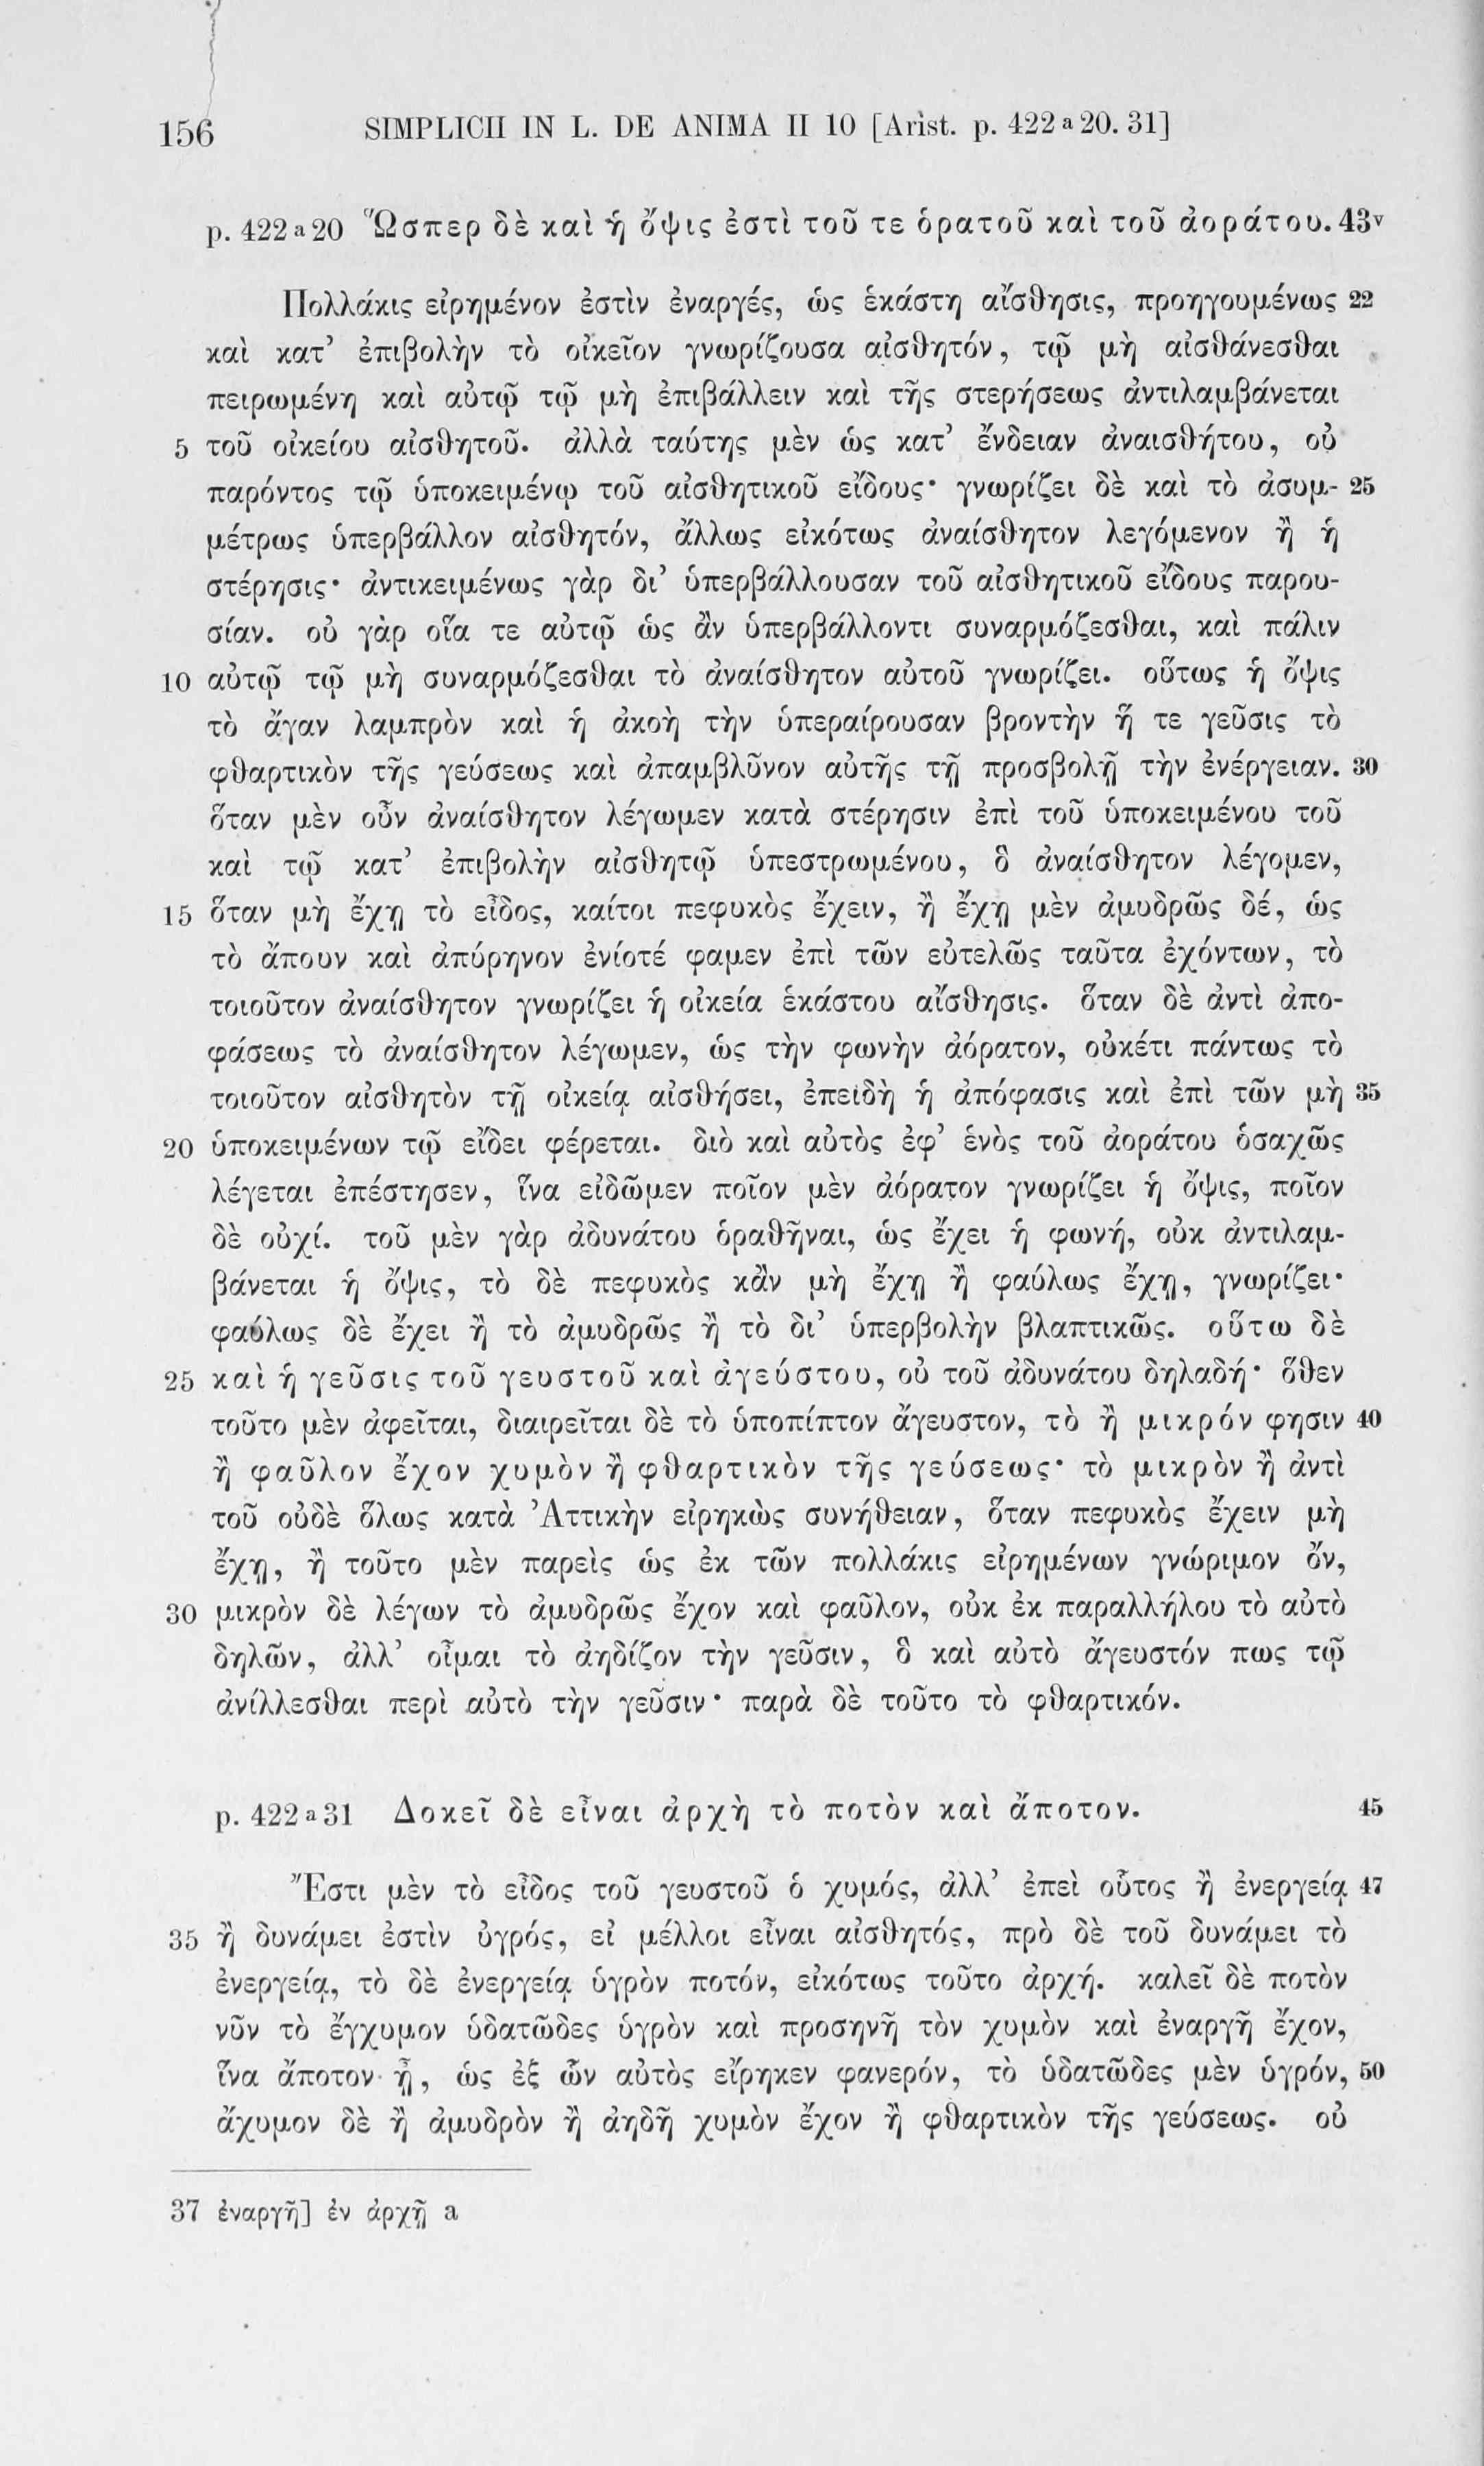 156 SIMPLICII IN L. DE ANIMA II 10 [Arist. p. 422 a 20. 31]
p. 422 a 20 Ὥσπερ δὲ καὶ ἡ ὄψις ἐστὶ τοῦ τε ὁρατοῦ καὶ τοῦ ἀοράτου. 43v
Πολλάκις εἰρημένον ἐστὶν ἐναργές, ὡς ἑκάστη αἴσθησις, προηγουμένως 22
καὶ κατ’ ἐπιβολὴν τὸ οἰκεῖον γνωρίζουσα αἰσθητόν, τῷ μὴ αἰσθάνεσθαι
πειρωμένη καὶ αὐτῷ τῷ μὴ ἐπιβάλλειν καὶ τῆς στερήσεως ἀντιλαμβάνεται
5 τοῦ οἰκείου αἰσθητοῦ. ἀλλὰ ταύτης μὲν ὡς κατ’ ἔνδειαν ἀναισθήτου, οὐ
παρόντος τῷ ὑποκειμένῳ τοῦ αἰσθητικοῦ εἴδους· γνωρίζει δὲ καὶ τὸ ἀσυμ- 25
μέτρως ὑπερβάλλον αἰσθητόν, ἄλλως εἰκότως ἀναίσθητον λεγόμενον ἢ ἡ
στέρησις· ἀντικειμένως γὰρ δι’ ὑπερβάλλουσαν τοῦ αἰσθητικοῦ εἴδους παρου-
σίαν. οὐ γὰρ οἵα τε αὐτῷ ὡς ἂν ὑπερβάλλοντι συναρμόζεσθαι, καὶ πάλιν
10 αὐτῷ τῷ μὴ συναρμόζεσθαι τὸ ἀναίσθητον αὐτοῦ γνωρίζει. οὕτως ἡ ὄψις
τὸ ἄγαν λαμπρὸν καὶ ἡ ἀκοὴ τὴν ὑπεραίρουσαν βροντὴν ἥ τε γεῦσις τὸ
φθαρτικὸν τῆς γεύσεως καὶ ἀπαμβλῦνον αὐτῆς τῇ προσβολῇ τὴν ἐνέργειαν. 30
ὅταν μὲν οὖν ἀναίσθητον λέγωμεν κατὰ στέρησιν ἐπὶ τοῦ ὑποκειμένου τοῦ
καὶ τῷ κατ’ ἐπιβολὴν αἰσθητῷ ὑπεστρωμένου, ὃ ἀναίσθητον λέγομεν,
15 ὅταν μὴ ἔχῃ τὸ εἶδος, καίτοι πεφυκὸς ἔχειν, ἢ ἔχῃ μὲν ἀμυδρῶς δέ, ὡς
τὸ ἄπουν καὶ ἀπύρηνον ἐνίοτέ φαμεν ἐπὶ τῶν εὐτελῶς ταῦτα ἐχόντων, τὸ
τοιοῦτον ἀναίσθητον γνωρίζει ἡ οἰκεία ἑκάστου αἴσθησις. ὅταν δὲ ἀντὶ ἀπο-
φάσεως τὸ ἀναίσθητον λέγωμεν, ὡς τὴν φωνὴν ἀόρατον, οὐκέτι πάντως τὸ
τοιοῦτον αἰσθητὸν τῇ οἰκείᾳ αἰσθήσει, ἐπειδὴ ἡ ἀπόφασις καὶ ἐπὶ τῶν μὴ 35
20 ὑποκειμένων τῷ εἴδει φέρεται. διὸ καὶ αὐτὸς ἐφ’ ἑνὸς τοῦ ἀοράτου ὁσαχῶς
λέγεται ἐπέστησεν, ἵνα εἰδῶμεν ποῖον μὲν ἀόρατον γνωρίζει ἡ ὄψις, ποῖον
δὲ οὐχί. τοῦ μὲν γὰρ ἀδυνάτου ὁραθῆναι, ὡς ἔχει ἡ φωνή, οὐκ ἀντιλαμ-
βάνεται ἡ ὄψις, τὸ δὲ πεφυκὸς κἂν μὴ ἔχῃ ἢ φαύλως ἔχῃ, γνωρίζει·
φαύλως δὲ ἔχει ἢ τὸ ἀμυδρῶς ἢ τὸ δι’ ὑπερβολὴν βλαπτικῶς. οὕτω δὲ
25 καὶ ἡ γεῦσις τοῦ γευστοῦ καὶ ἀγεύστου, οὐ τοῦ ἀδυνάτου δηλαδή· ὅθεν
τοῦτο μὲν ἀφεῖται, διαιρεῖται δὲ τὸ ὑποπίπτον ἄγευστον, τὸ ἢ μικρόν φησιν 40
ἢ φαῦλον ἔχον χυμὸν ἢ φθαρτικὸν τῆς γεύσεως· τὸ μικρὸν ἢ ἀντὶ
τοῦ οὐδὲ ὅλως κατὰ Ἀττικὴν εἰρηκὼς συνήθειαν, ὅταν πεφυκὸς ἔχειν μὴ
ἔχῃ, ἢ τοῦτο μὲν παρεὶς ὡς ἐκ τῶν πολλάκις εἰρημένων γνώριμον ὄν,
30 μικρὸν δὲ λέγων τὸ ἀμυδρῶς ἔχον καὶ φαῦλον, οὐκ ἐκ παραλλήλου τὸ αὐτὸ
δηλῶν, ἀλλ’ οἶμαι τὸ ἀηδίζον τὴν γεῦσιν, ὃ καὶ αὐτὸ ἄγευστόν πως τῷ
ἀνίλλεσθαι περὶ αὐτὸ τὴν γεῦσιν· παρὰ δὲ τοῦτο τὸ φθαρτικόν.
p. 422 a 31 Δοκεῖ δὲ εἶναι ἀρχὴ τὸ ποτὸν καὶ ἄποτον. 45
Ἔστι μὲν τὸ εἶδος τοῦ γευστοῦ ὁ χυμός, ἀλλ’ ἐπεὶ οὗτος ἢ ἐνεργείᾳ 47
35 ἢ δυνάμει ἐστὶν ὑγρός, εἰ μέλλοι εἶναι αἰσθητός, πρὸ δὲ τοῦ δυνάμει τὸ
ἐνεργείᾳ, τὸ δὲ ἐνεργείᾳ ὑγρὸν ποτόν, εἰκότως τοῦτο ἀρχή. καλεῖ δὲ ποτὸν
νῦν τὸ ἔγχυμον ὑδατῶδες ὑγρὸν καὶ προσηνῆ τὸν χυμὸν καὶ ἐναργῆ ἔχον,
ἵνα ἄποτον ᾖ, ὡς ἐξ ὧν αὐτὸς εἴρηκεν φανερόν, τὸ ὑδατῶδες μὲν ὑγρόν, 50
ἄχυμον δὲ ἢ ἀμυδρὸν ἢ ἀηδῆ χυμὸν ἔχον ἢ φθαρτικὸν τῆς γεύσεως. οὐ
37 ἐναργῆ] ἐν ἀρχῇ a